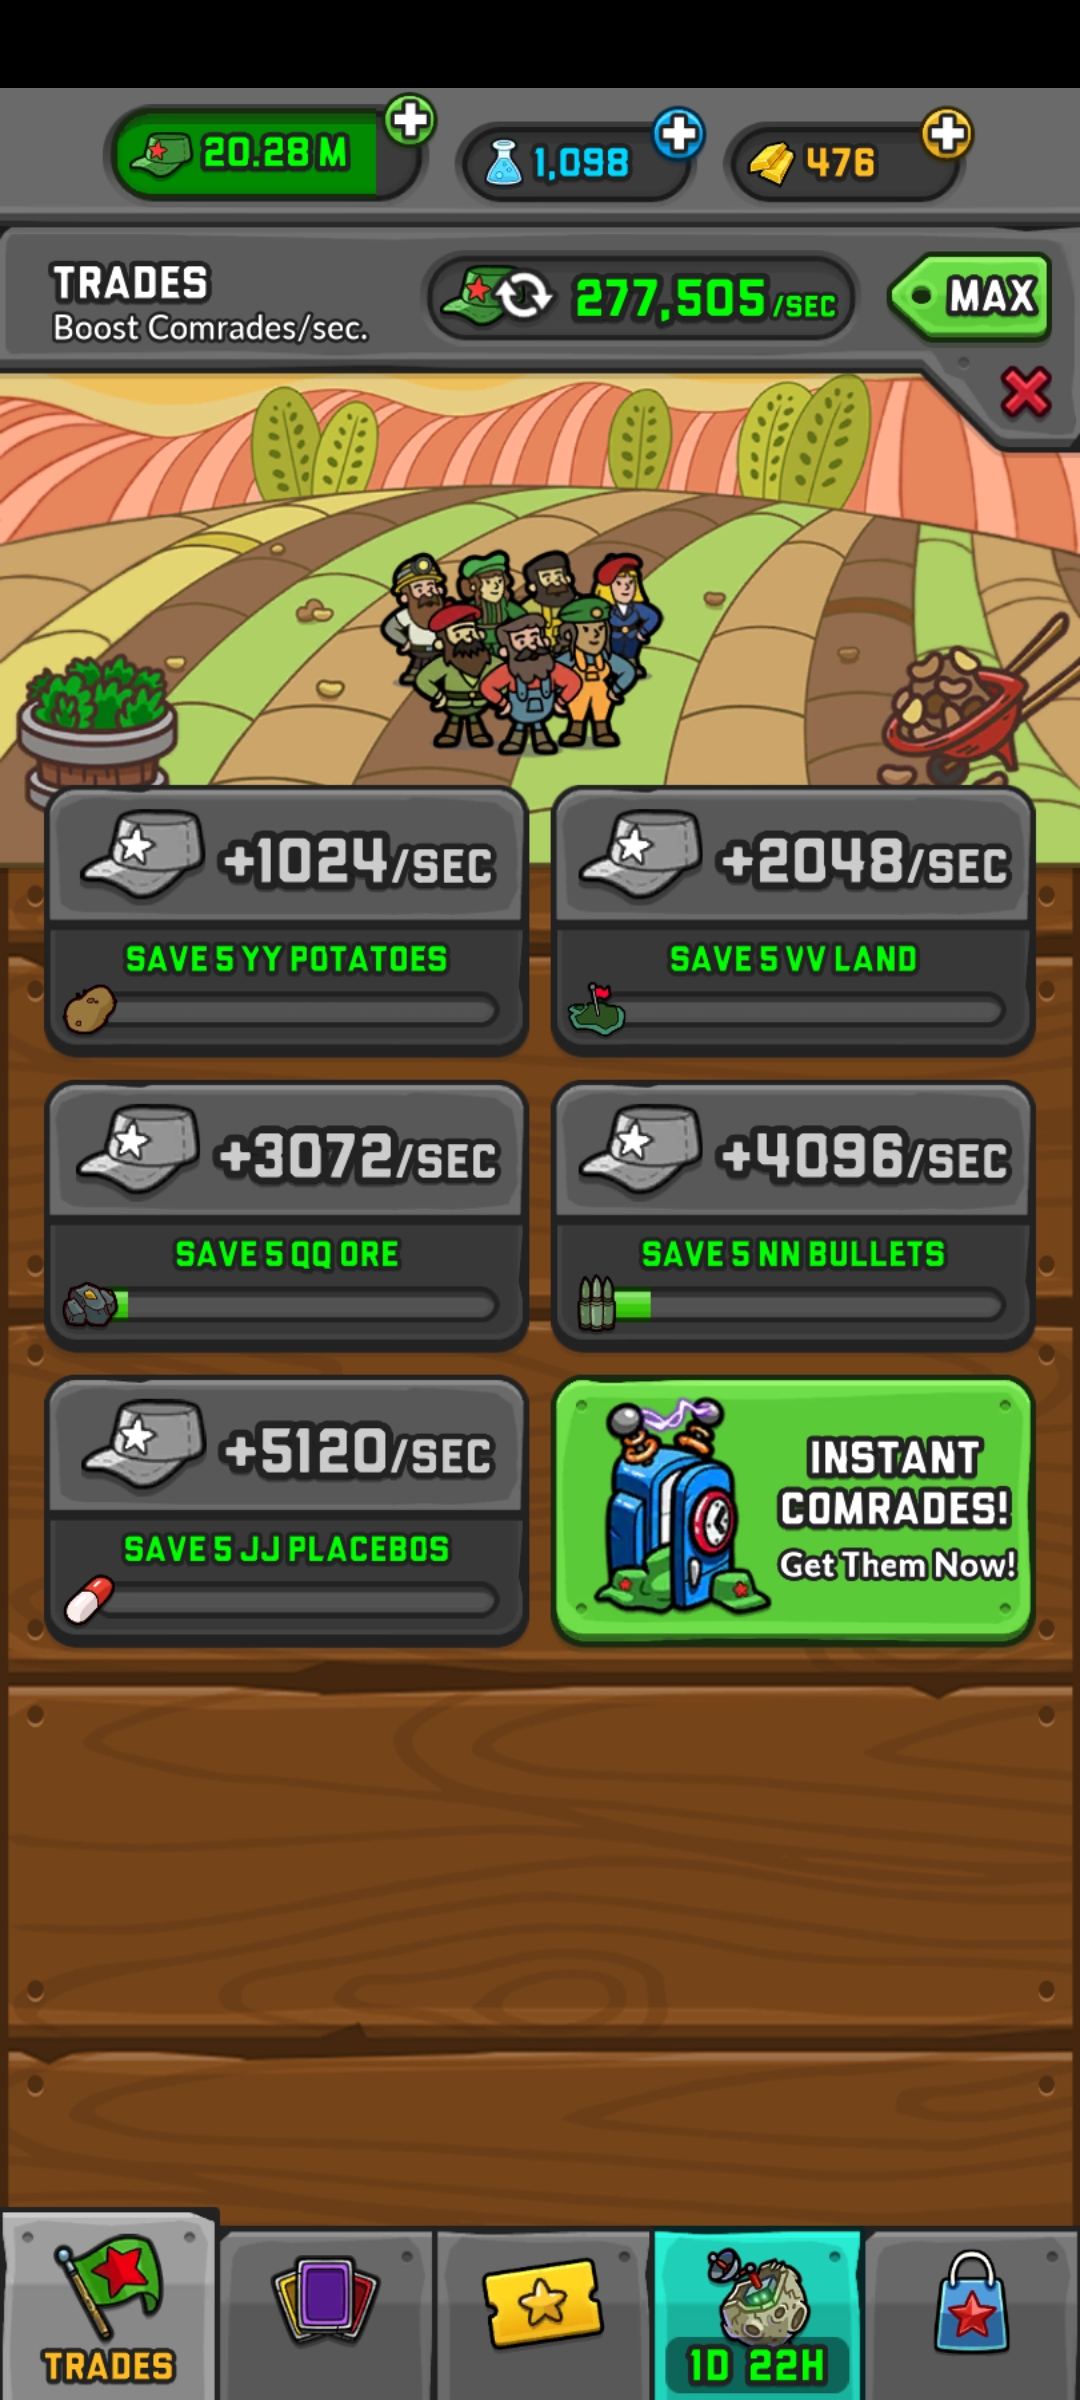 20.28M
1,098
476
TRADES
Boost Comrades/sec.
277,505/SEC
MAX
+1024/SEC
SAVE 5 YY POTATOES
+2048/SEC
SAVE 5 VV LAND
+3072/SEC
SAVE 5 QQ ORE
+4096/SEC
SAVE 5 NN BULLETS
+5120/SEC
SAVE 5 JJ PLACEBOS
INSTANT
COMRADES!
Get Them Now!
TRADES
1D 22H